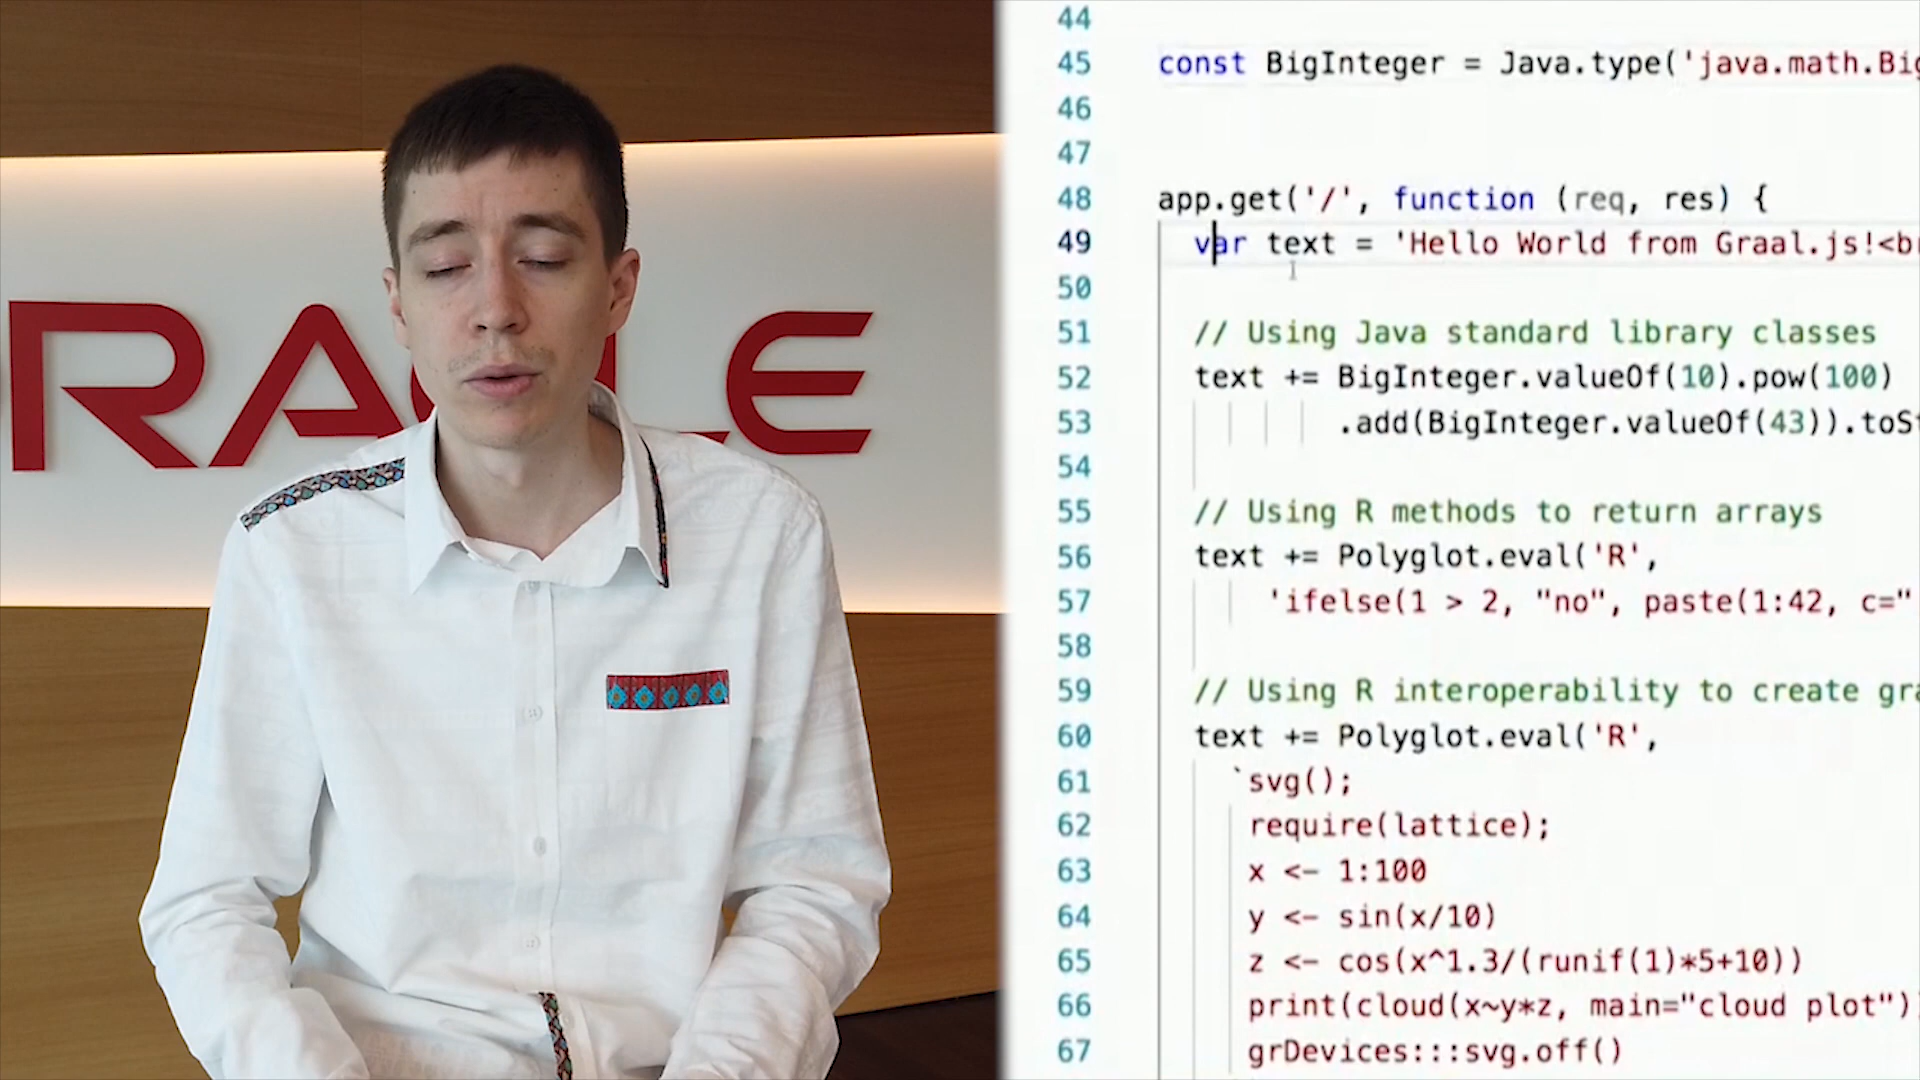 RACLE
44
45 const BigInteger = Java.type('java.math.Big
46
47
48 app.get('/', function (req, res) {
49 var text = 'Hello World from Graal.js!<br
50
51 // Using Java standard library classes
52 text += BigInteger.valueOf(10).pow(100)
53 .add(BigInteger.valueOf(43)).toSt
54
55 // Using R methods to return arrays
56 text += Polyglot.eval('R',
57 'ifelse(1 > 2, "no", paste(1:42, c="
58
59 // Using R interoperability to create gra
60 text += Polyglot.eval('R',
61 `svg();
62 require(lattice);
63 x <- 1:100
64 y <- sin(x/10)
65 z <- cos(x^1.3/(runif(1)*5+10))
66 print(cloud(x~y*z, main="cloud plot")
67 grDevices:::svg.off()